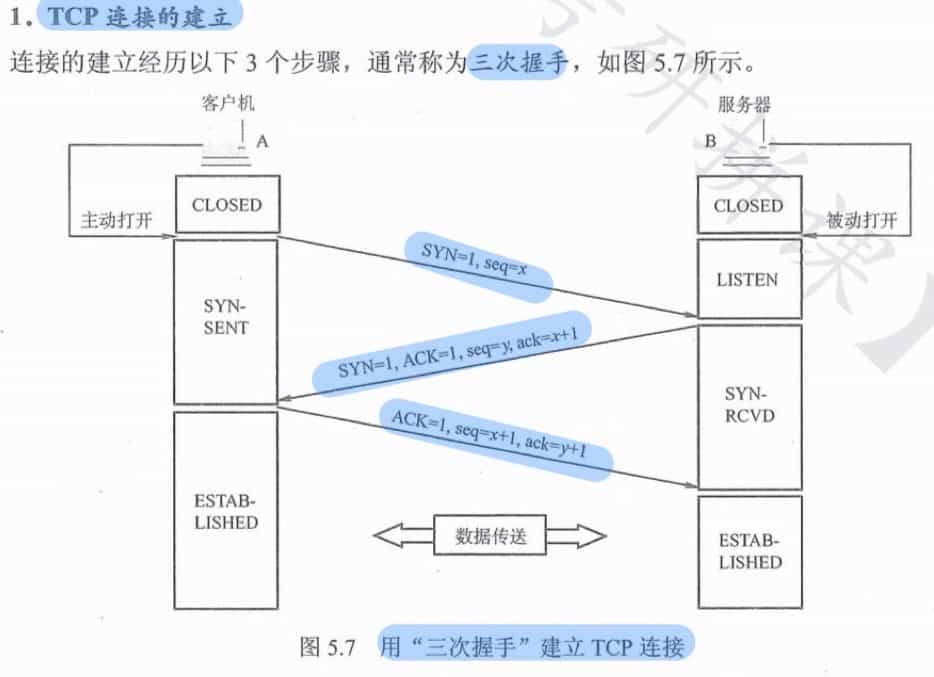 1. TCP 连接的建立
连接的建立经历以下 3 个步骤，通常称为三次握手，如图 5.7 所示。
客户机
服务器
A
B
CLOSED
CLOSED
主动打开
被动打开
SYN=1, seq=x
LISTEN
SYN-
SENT
SYN=1, ACK=1, seq=y, ack=x+1
SYN-
RCVD
ACK=1, seq=x+1, ack=y+1
ESTAB-
LISHED
数据传送
ESTAB-
LISHED
图 5.7 用“三次握手”建立 TCP 连接
研拼课】